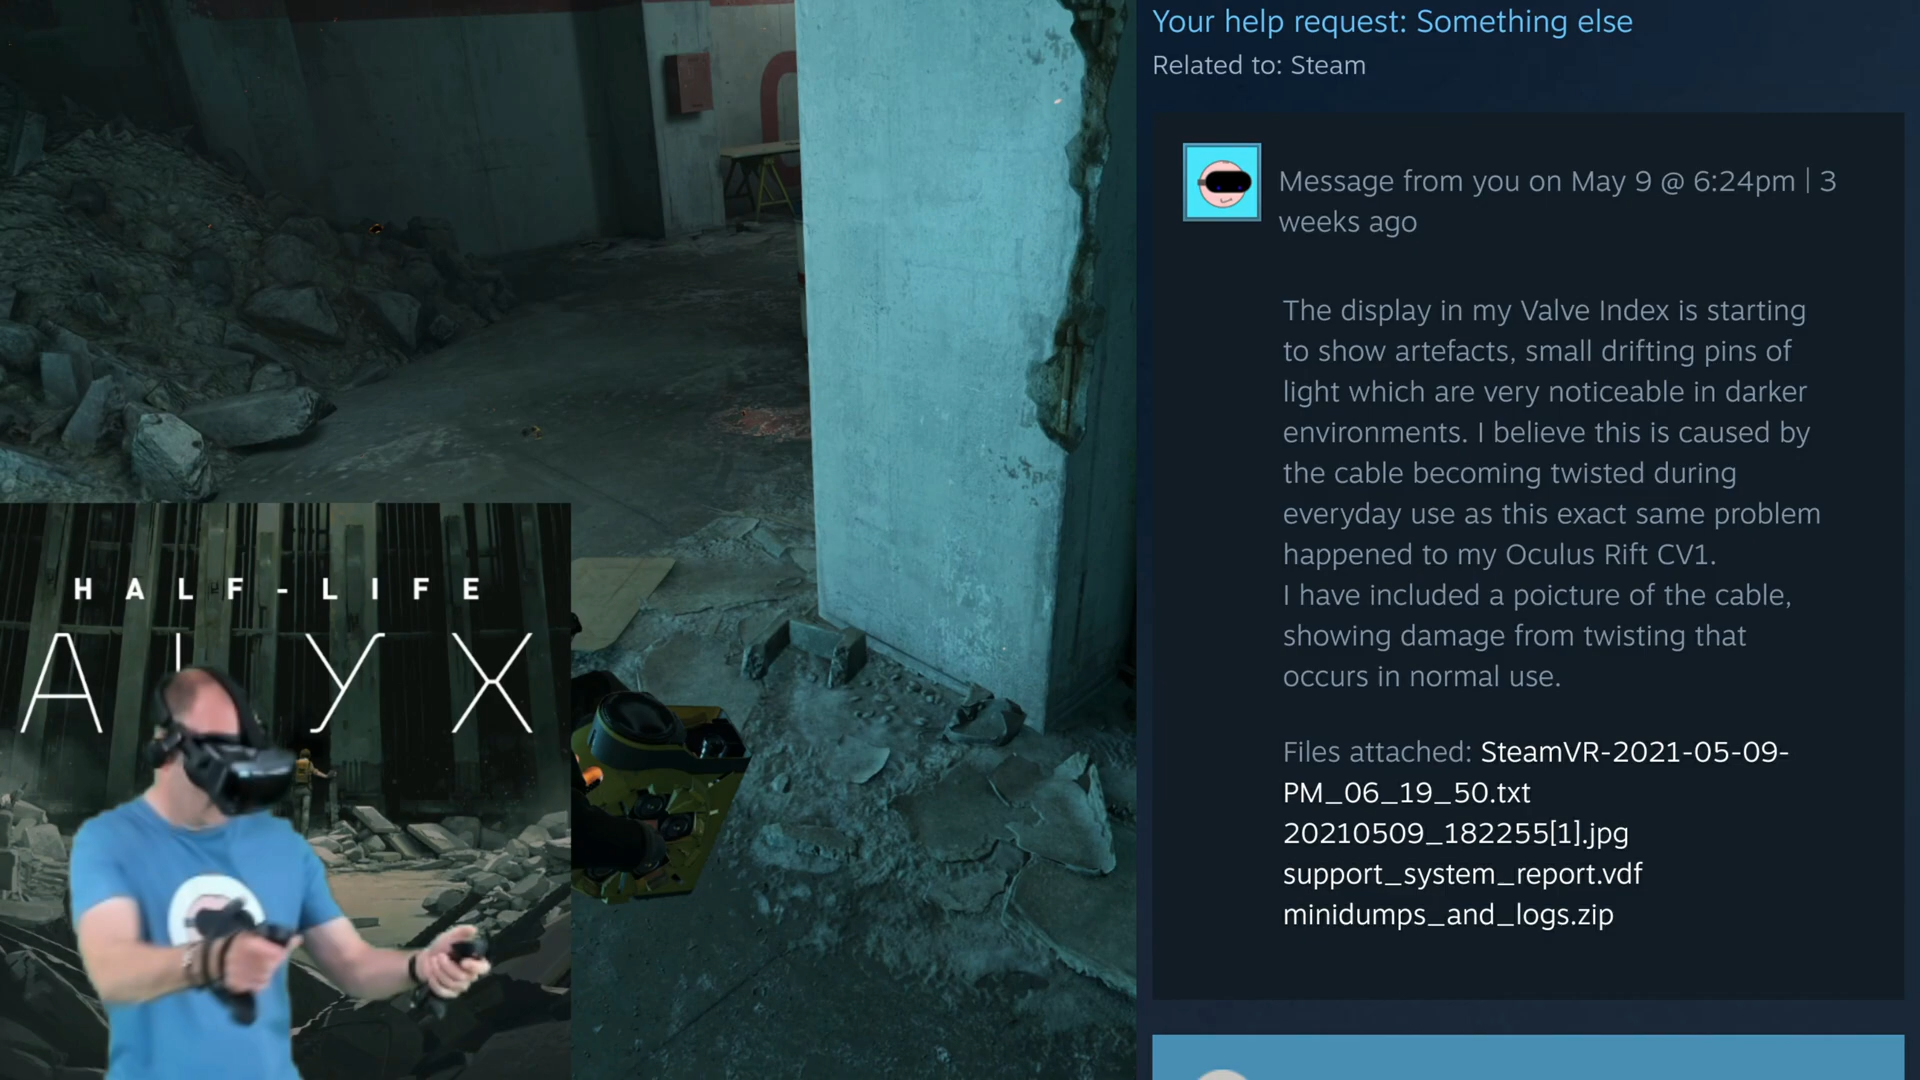 Your help request: Something else
Related to: Steam
Message from you on May 9 @ 6:24pm | 3
weeks ago
The display in my Valve Index is starting
to show artefacts, small drifting pins of
light which are very noticeable in darker
environments. I believe this is caused by
the cable becoming twisted during
everyday use as this exact same problem
happened to my Oculus Rift CV1.
I have included a poicture of the cable,
showing damage from twisting that
occurs in normal use.
Files attached: SteamVR-2021-05-09-
PM_06_19_50.txt
20210509_182255[1].jpg
support_system_report.vdf
minidumps_and_logs.zip
HALF-LIFE
ALYX